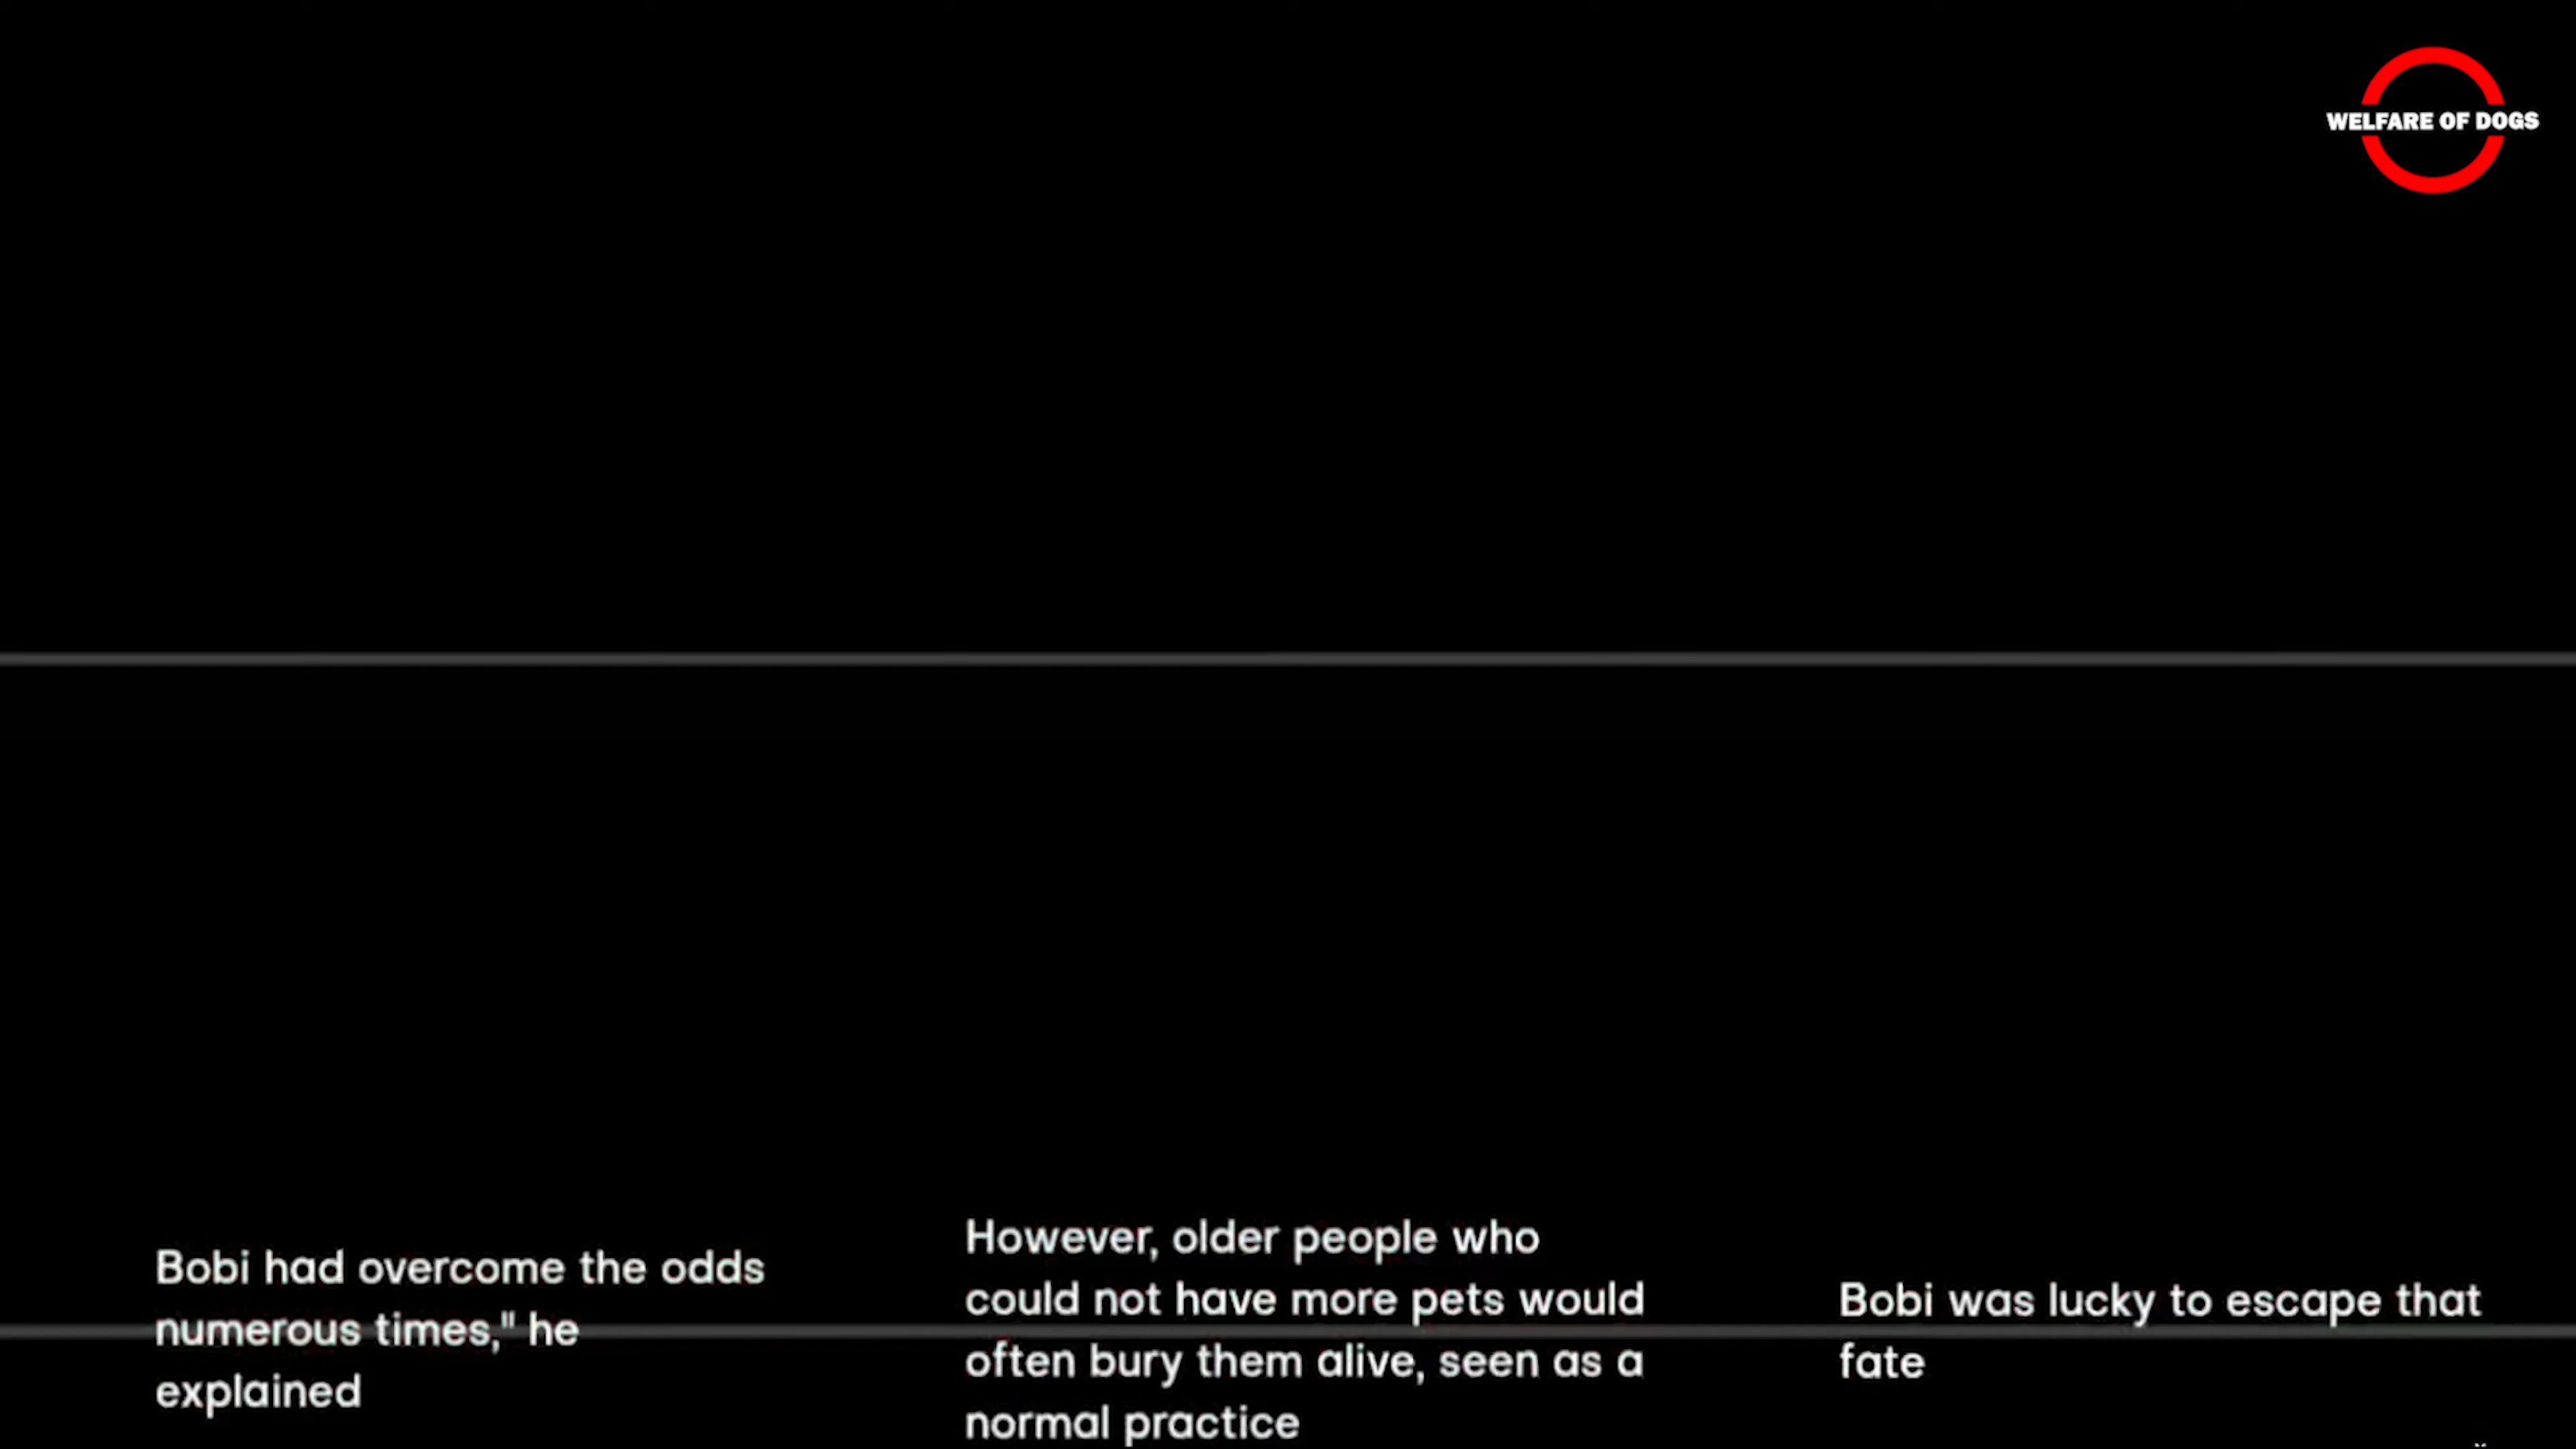 WELFARE OF DOGS
Bobi had overcome the odds
numerous times," he
explained
However, older people who
could not have more pets would
often bury them alive, seen as a
normal practice
Bobi was lucky to escape that
fate